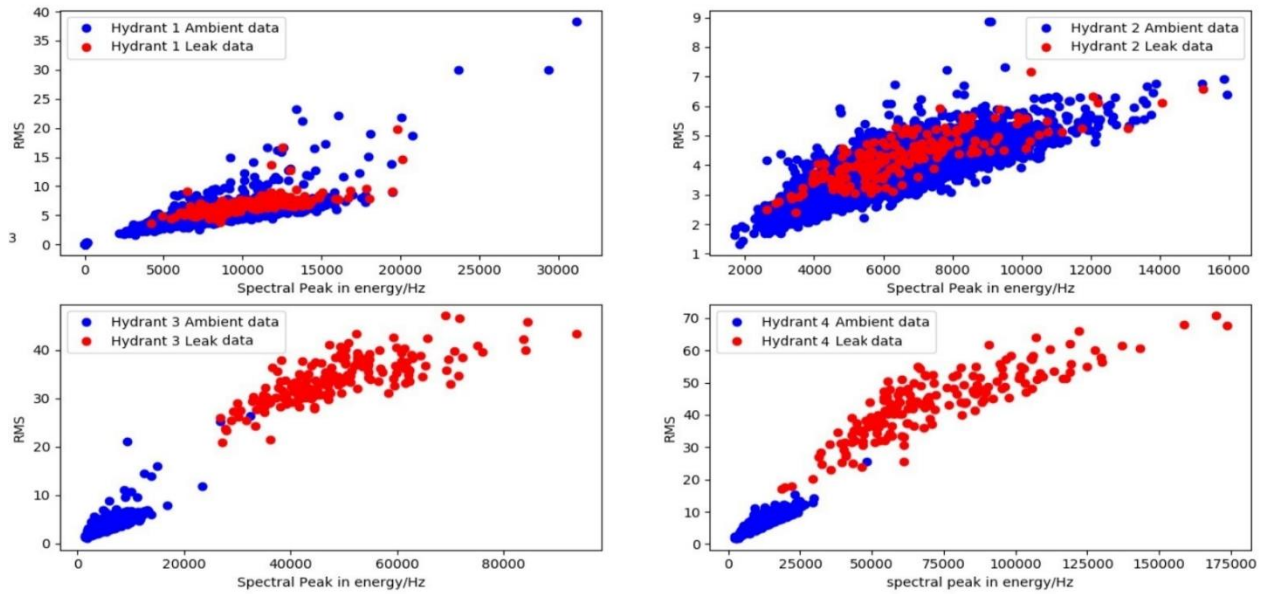 40
35
30
25
20
15
10
5
0
RMS
Hydrant 1 Ambient data
Hydrant 1 Leak data
0 5000 10000 15000 20000 25000 30000
Spectral Peak in energy/Hz
3
9
8
7
6
5
4
3
2
1
RMS
Hydrant 2 Ambient data
Hydrant 2 Leak data
2000 4000 6000 8000 10000 12000 14000 16000
Spectral Peak in energy/Hz
40
30
20
10
0
RMS
Hydrant 3 Ambient data
Hydrant 3 Leak data
0 20000 40000 60000 80000
Spectral Peak in energy/Hz
70
60
50
40
30
20
10
0
RMS
Hydrant 4 Ambient data
Hydrant 4 Leak data
0 25000 50000 75000 100000 125000 150000 175000
spectral peak in energy/Hz